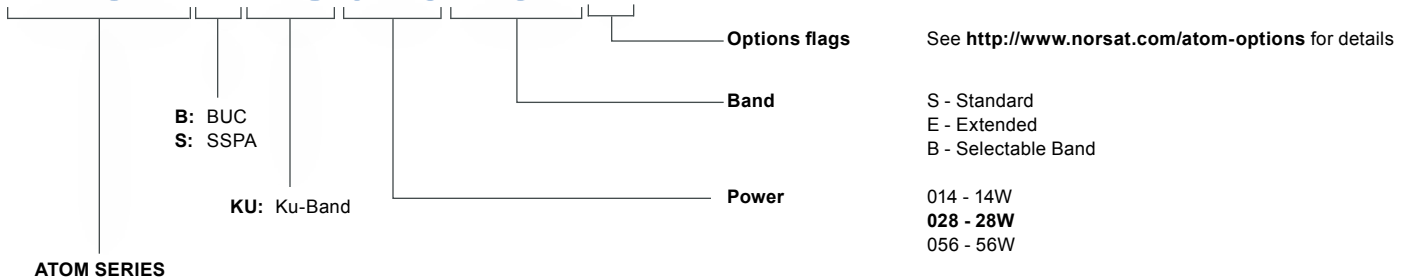 Options flags See http://www.norsat.com/atom-options for details
Band S - Standard
E - Extended
B - Selectable Band
B: BUC
S: SSPA
Power 014 - 14W
028 - 28W
056 - 56W
KU: Ku-Band
ATOM SERIES